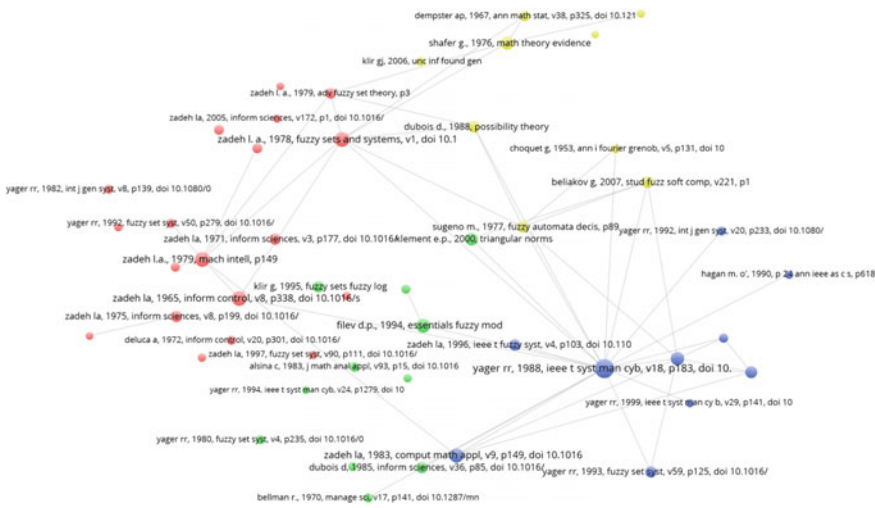 dempster ap, 1967, ann math stat, v38, p325, doi 10.121
shafer g., 1976, math theory evidence
klir gj, 2006, unc inf found gen
zadeh l. a., 1979, adv fuzzy set theory, p3
zadeh la, 2005, inform sciences, v172, p1, doi 10.1016/
dubois d., 1988, possibility theory
zadeh l. a., 1978, fuzzy sets and systems, v1, doi 10.1
choquet g, 1953, ann i fourier grenob, v5, p131, doi 10
beliakov g, 2007, stud fuzz soft comp, v221, p1
yager rr, 1982, int j gen syst, v8, p139, doi 10.1080/0
yager rr, 1992, fuzzy set syst, v50, p279, doi 10.1016/
sugeno m., 1977, fuzzy automata decis, p89
yager rr, 1992, int j gen syst, v20, p233, doi 10.1080/
zadeh la, 1971, inform sciences, v3, p177, doi 10.1016/
klement e.p., 2000, triangular norms
zadeh l.a., 1979, mach intell, p149
hagan m. o', 1990, p 24 ann ieee as c s, p618
klir g, 1995, fuzzy sets fuzzy log
zadeh la, 1965, inform control, v8, p338, doi 10.1016/s
zadeh la, 1975, inform sciences, v8, p199, doi 10.1016/
filev d.p., 1994, essentials fuzzy mod
deluca a, 1972, inform control, v20, p301, doi 10.1016/
zadeh la, 1996, ieee t fuzzy syst, v4, p103, doi 10.110
zadeh la, 1997, fuzzy set syst, v90, p111, doi 10.1016/
alsina c, 1983, j math anal appl, v93, p15, doi 10.1016
yager rr, 1988, ieee t syst man cyb, v18, p183, doi 10.
yager rr, 1994, ieee t syst man cyb, v24, p1279, doi 10
yager rr, 1999, ieee t syst man cy b, v29, p141, doi 10
yager rr, 1980, fuzzy set syst, v4, p235, doi 10.1016/0
zadeh la, 1983, comput math appl, v9, p149, doi 10.1016
dubois d, 1985, inform sciences, v36, p85, doi 10.1016/
yager rr, 1993, fuzzy set syst, v59, p125, doi 10.1016/
bellman r., 1970, manage sci, v17, p141, doi 10.1287/mn